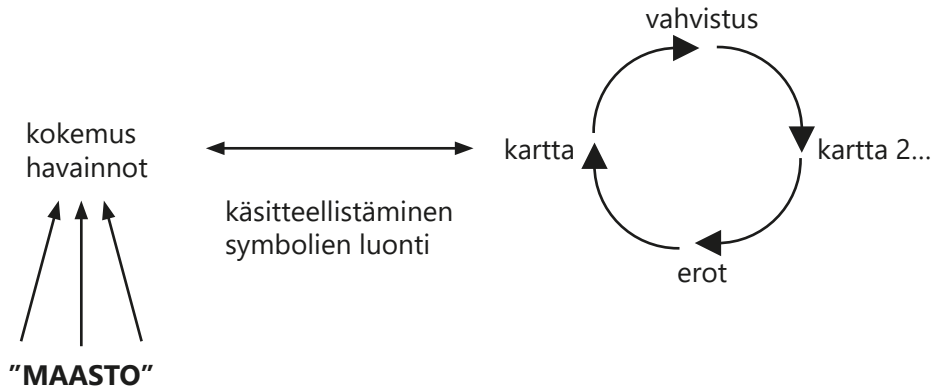 vahvistus
kokemus
havainnot
kartta
kartta 2...
käsitteellistäminen
symbolien luonti
erot
”MAASTO”